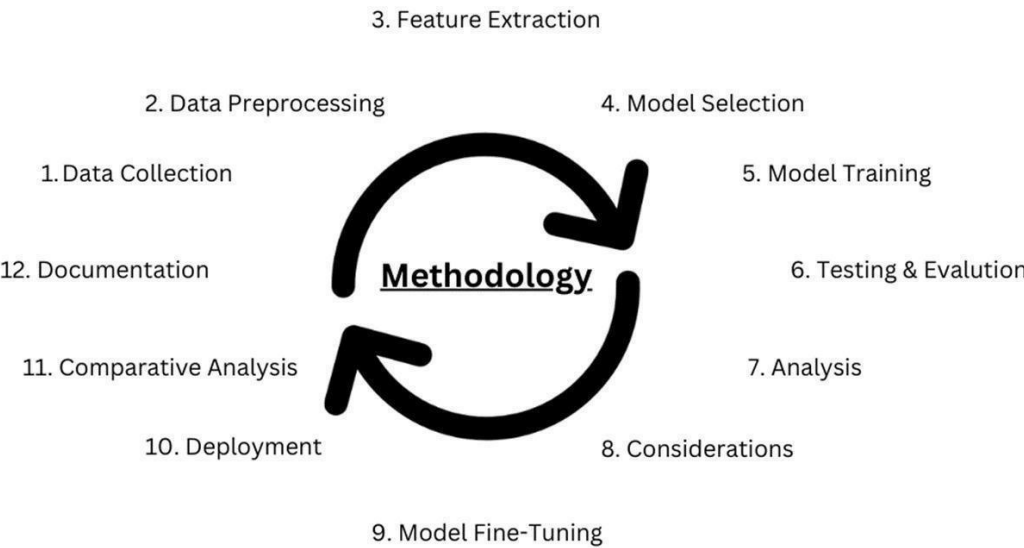 3. Feature Extraction
2. Data Preprocessing
4. Model Selection
1. Data Collection
5. Model Training
12. Documentation
Methodology
6. Testing & Evalution
11. Comparative Analysis
7. Analysis
10. Deployment
8. Considerations
9. Model Fine-Tuning